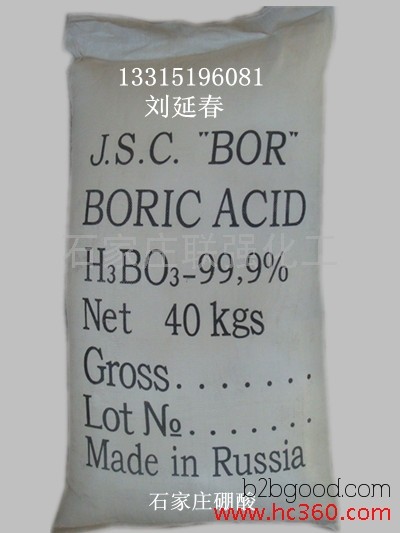 13315196081
刘延春
J.S.C. "BOR"
BORIC ACID
石家庄联强化工
H₃BO₃-99,9%
Net 40 kgs
Gross.......
Lot №.......
Made in Russia
石家庄硼酸
b2bgood.com
www.hc360.com